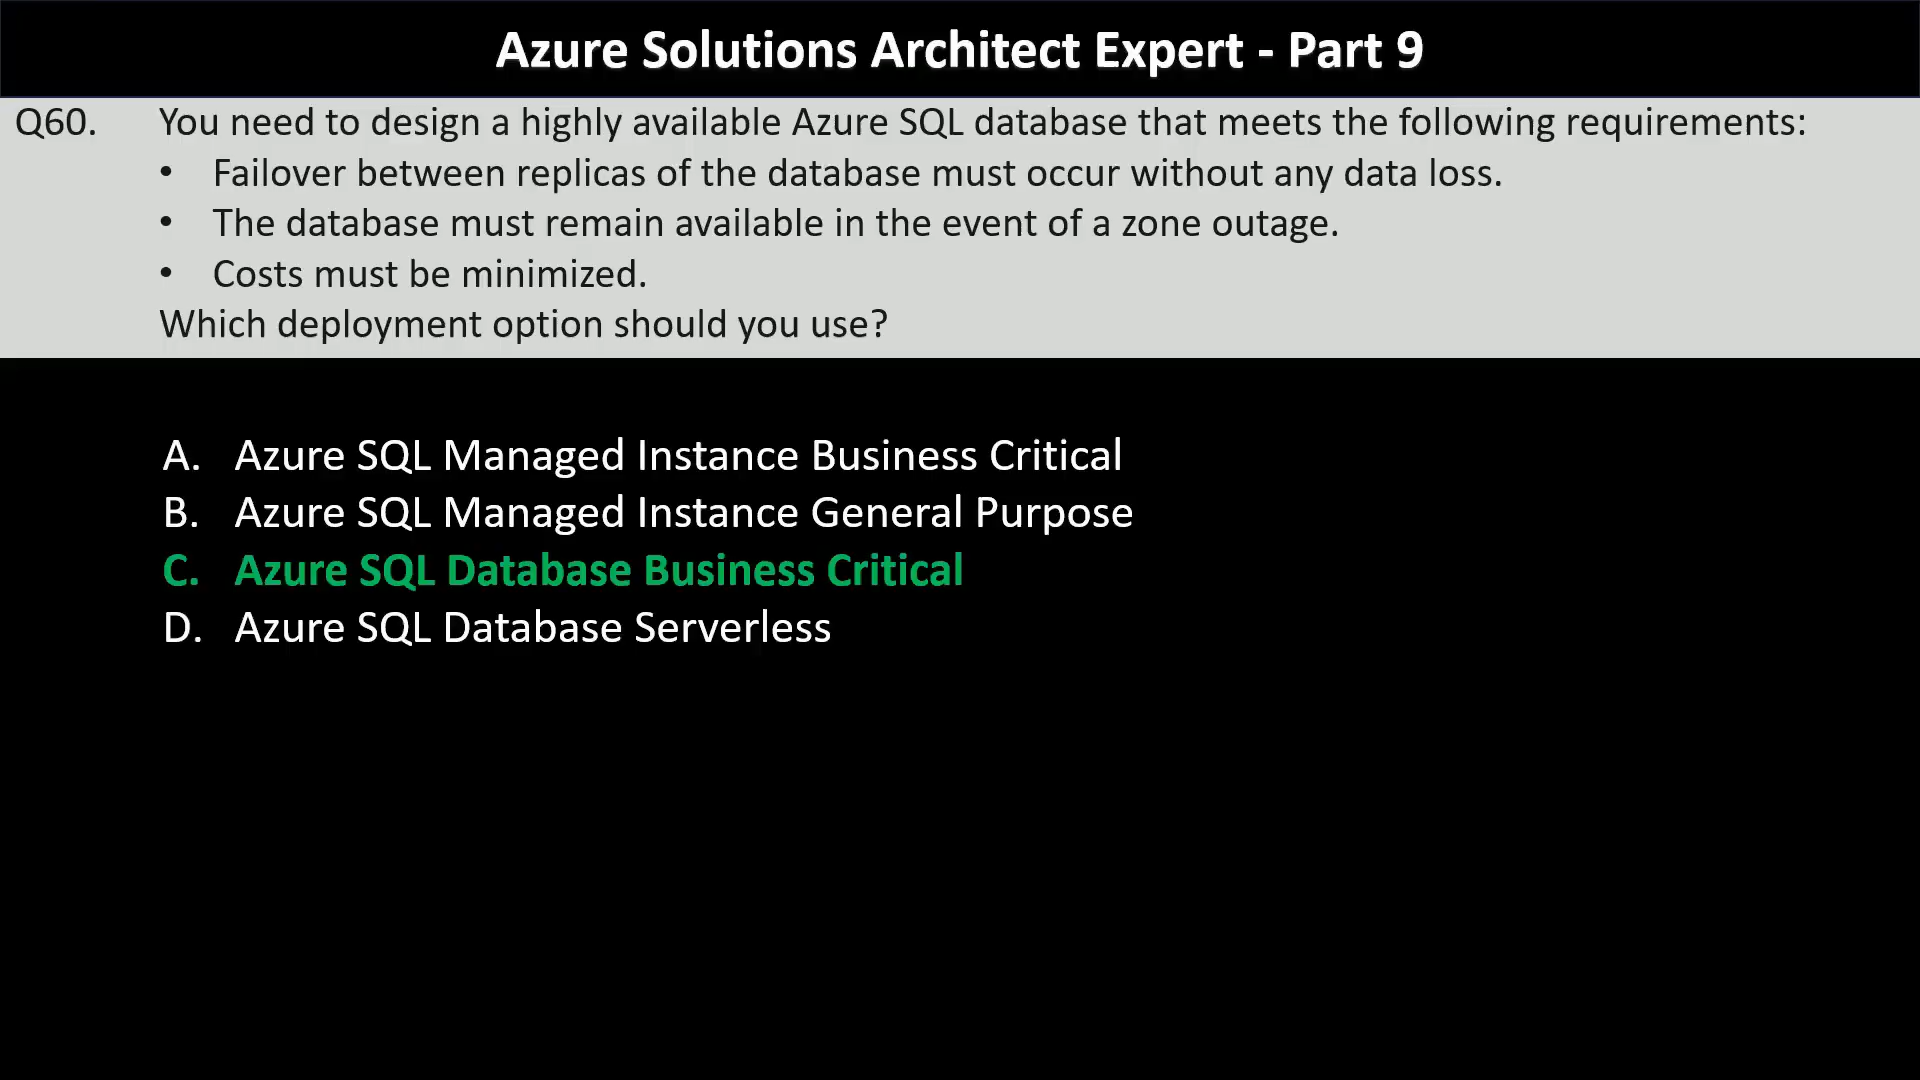 Azure Solutions Architect Expert - Part 9
Q60. You need to design a highly available Azure SQL database that meets the following requirements:
• Failover between replicas of the database must occur without any data loss.
• The database must remain available in the event of a zone outage.
• Costs must be minimized.
Which deployment option should you use?
A. Azure SQL Managed Instance Business Critical
B. Azure SQL Managed Instance General Purpose
C. Azure SQL Database Business Critical
D. Azure SQL Database Serverless